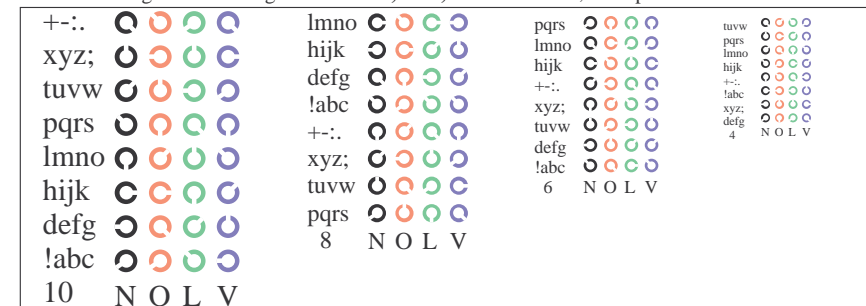 +-:.
xyz;
tuvw
pqrs
lmno
hijk
defg
!abc
10 N O L V
lmno
hijk
defg
!abc
+-:.
xyz;
tuvw
pqrs
8 N O L V
pqrs
lmno
hijk
+-:.
xyz;
tuvw
defg
!abc
6 N O L V
tuvw
pqrs
lmno
hijk
+-:.
!abc
xyz;
defg
4 N O L V